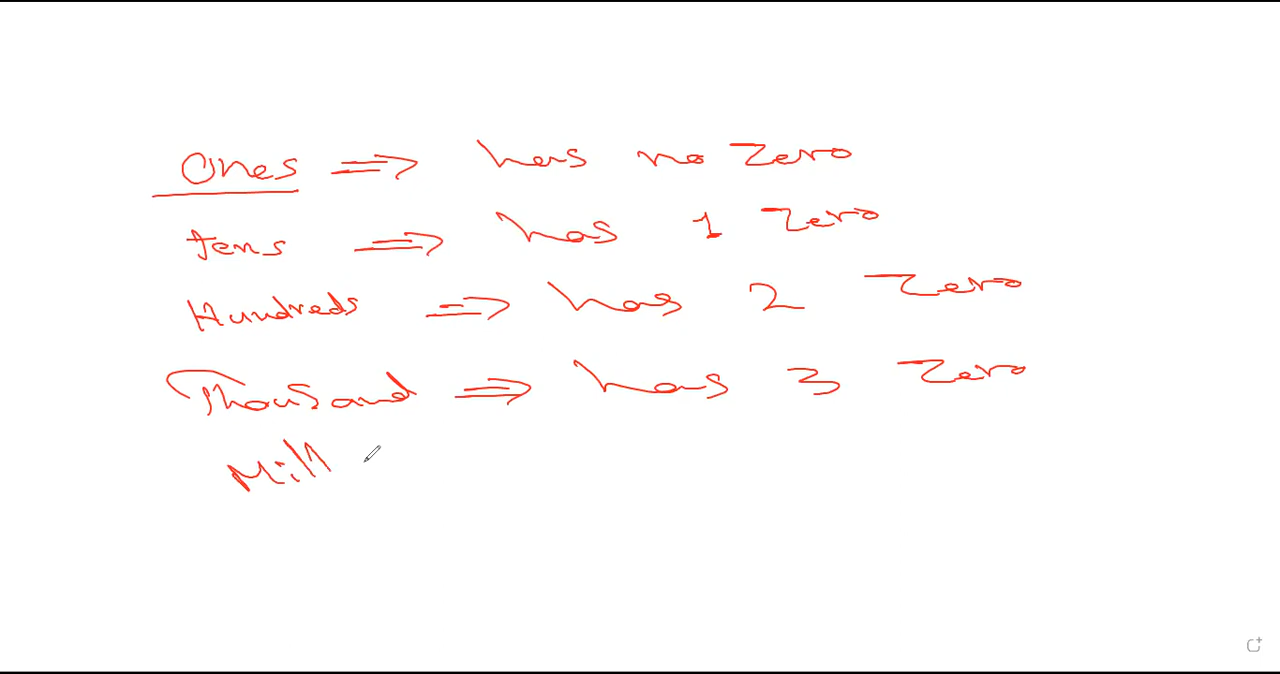 Ones ⇒ has no Zero
tens ⇒ has 1 Zero
Hundreds ⇒ has 2 Zero
Thousand ⇒ has 3 Zero
Mill